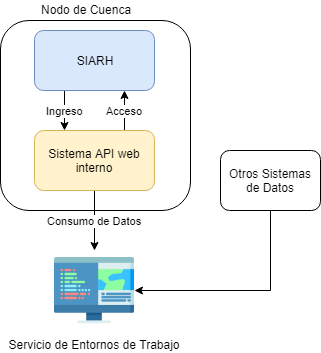 Nodo de Cuenca
SIARH
Ingreso
Acceso
Sistema API web
interno
Otros Sistemas
de Datos
Consumo de Datos
Servicio de Entornos de Trabajo